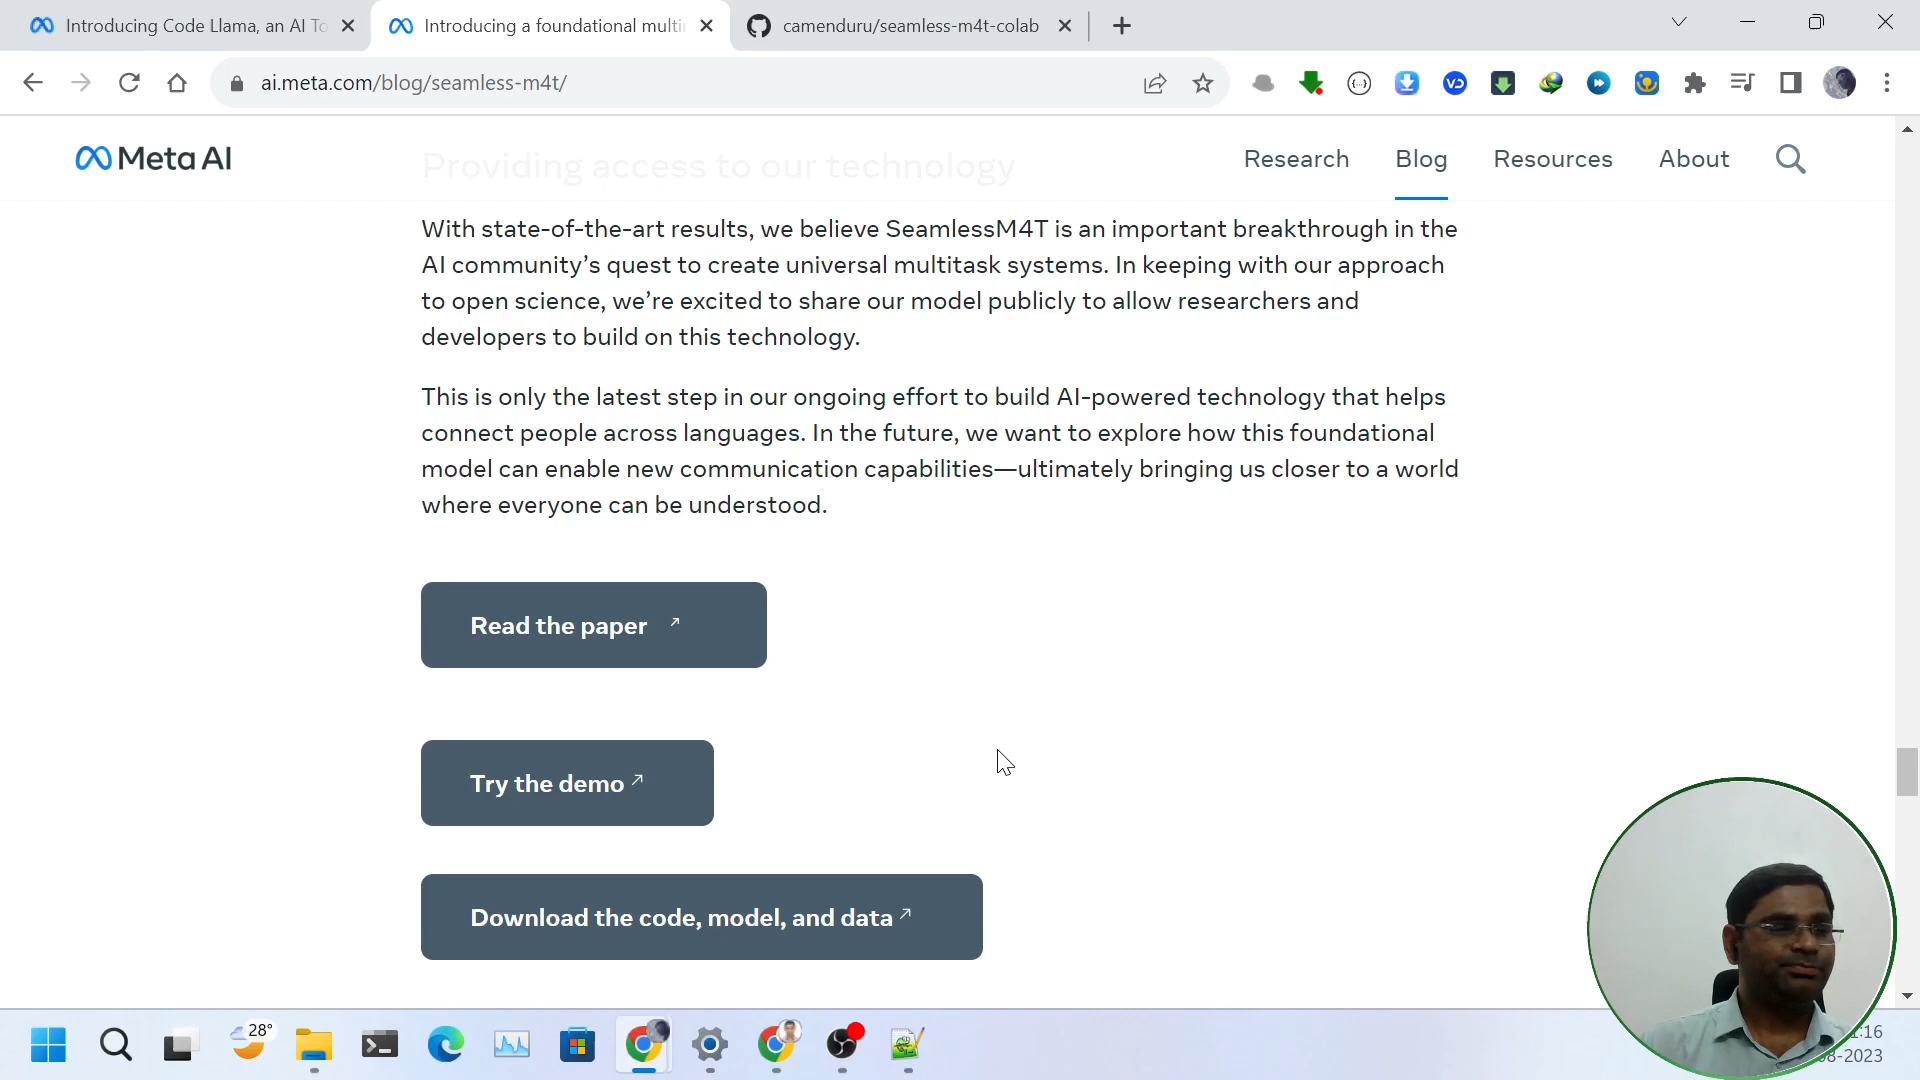 Introducing Code Llama, an AI To
Introducing a foundational multi
camenduru/seamless-m4t-colab
ai.meta.com/blog/seamless-m4t/
Meta AI
Research
Blog
Resources
About
Providing access to our technology
With state-of-the-art results, we believe SeamlessM4T is an important breakthrough in the
AI community’s quest to create universal multitask systems. In keeping with our approach
to open science, we’re excited to share our model publicly to allow researchers and
developers to build on this technology.
This is only the latest step in our ongoing effort to build AI-powered technology that helps
connect people across languages. In the future, we want to explore how this foundational
model can enable new communication capabilities—ultimately bringing us closer to a world
where everyone can be understood.
Read the paper
Try the demo
Download the code, model, and data
28°
:16
08-2023